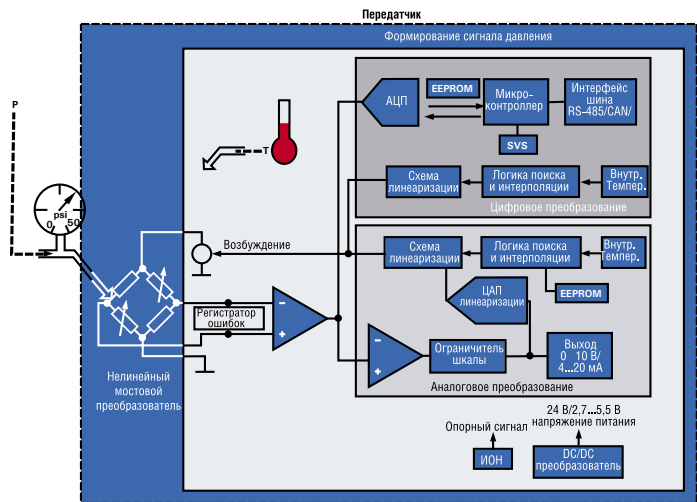 Передатчик
Формирование сигнала давления
P
АЦП
EEPROM
Микро-
контроллер
Интерфейс
шина
RS-485/CAN/
SVS
T
Схема
линеаризации
Логика поиска
и интерполяции
Внутр.
Темпер.
Цифровое преобразование
psi
0
50
Возбуждение
Схема
линеаризации
Логика поиска
и интерполяции
Внутр.
Темпер.
ЦАП
линеаризации
EEPROM
Регистратор
ошибок
−
+
−
+
Ограничитель
шкалы
Выход
0 10 В/
4...20 мА
Аналоговое преобразование
Нелинейный
мостовой
преобразователь
Опорный сигнал
ИОН
24 В/2,7...5,5 В
напряжение питания
DC/DC
преобразователь